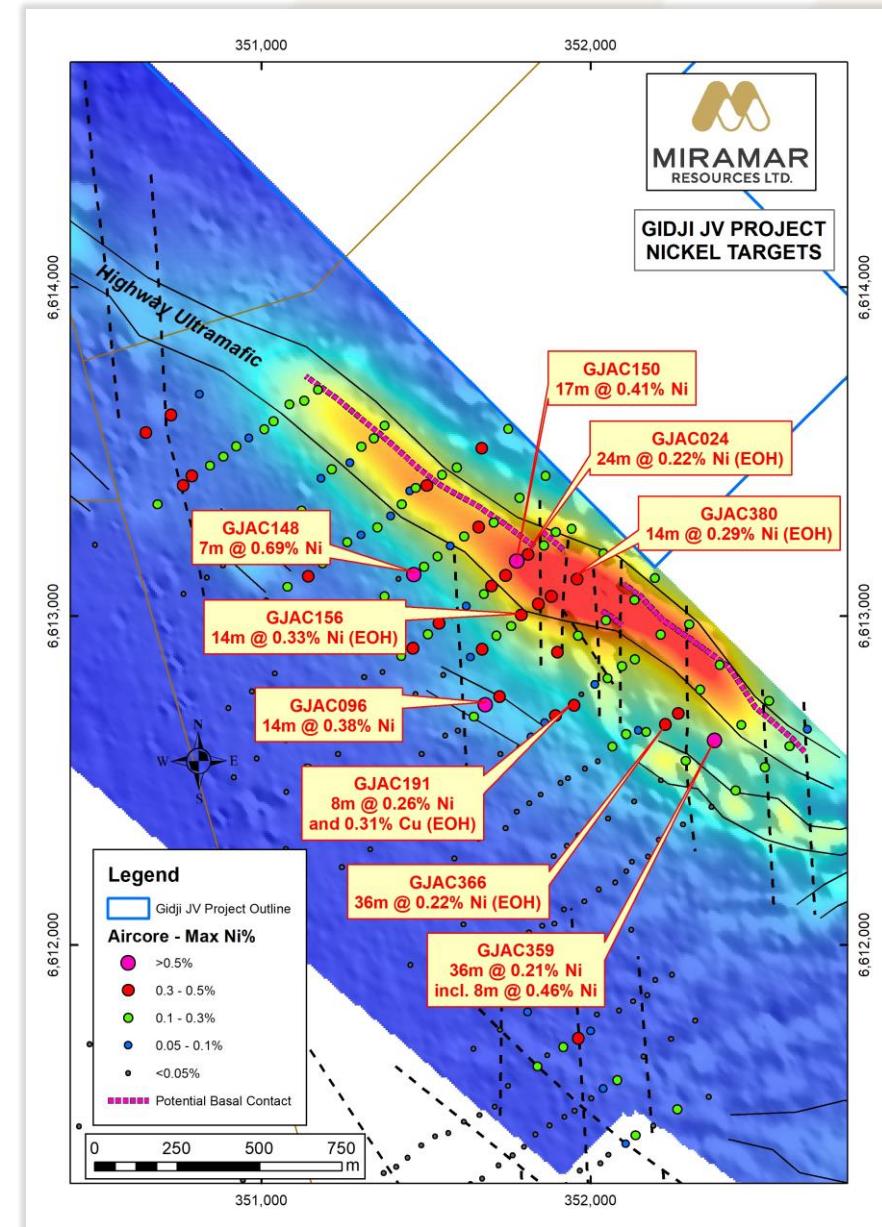 351,000
352,000
MIRAMAR
RESOURCES LTD.
GIDJI JV PROJECT
NICKEL TARGETS
6,614,000
6,614,000
Highway Ultramafic
GJAC150
17m @ 0.41% Ni
GJAC024
24m @ 0.22% Ni (EOH)
GJAC380
14m @ 0.29% Ni (EOH)
GJAC148
7m @ 0.69% Ni
GJAC156
14m @ 0.33% Ni (EOH)
6,613,000
6,613,000
GJAC096
14m @ 0.38% Ni
N
W
E
S
GJAC191
8m @ 0.26% Ni
and 0.31% Cu (EOH)
GJAC366
36m @ 0.22% Ni (EOH)
GJAC359
36m @ 0.21% Ni
incl. 8m @ 0.46% Ni
6,612,000
6,612,000
Legend
Gidji JV Project Outline
Aircore - Max Ni%
>0.5%
0.3 - 0.5%
0.1 - 0.3%
0.05 - 0.1%
<0.05%
Potential Basal Contact
0 250 500 750
m
351,000
352,000